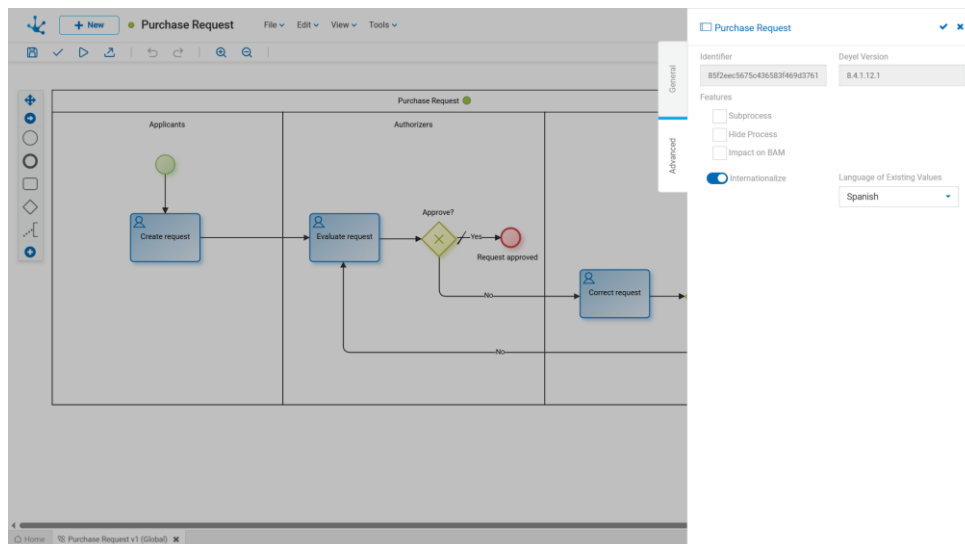 + New
Purchase Request
File
Edit
View
Tools
Purchase Request
Identifier
Deyel Version
85f2eec5675c436583f469d3761
8.4.1.12.1
General
Features
Subprocess
Hide Process
Impact on BAM
Advanced
Internationalize
Language of Existing Values
Spanish
Purchase Request
Applicants
Authorizers
Create request
Evaluate request
Approve?
Yes
Request approved
No
Correct request
No
Home
Purchase Request v1 (Global)